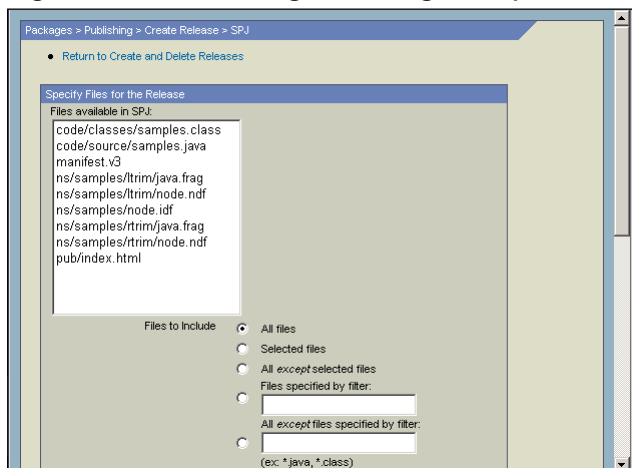 Packages > Publishing > Create Release > SPJ
Return to Create and Delete Releases
Specify Files for the Release
Files available in SPJ:
code/classes/samples.class
code/source/samples.java
manifest.v3
ns/samples/ltrim/java.frag
ns/samples/ltrim/node.ndf
ns/samples/node.idf
ns/samples/rtrim/java.frag
ns/samples/rtrim/node.ndf
pub/index.html
Files to Include
All files
Selected files
All except selected files
Files specified by filter:
All except files specified by filter:
(ex: *.java, *.class)